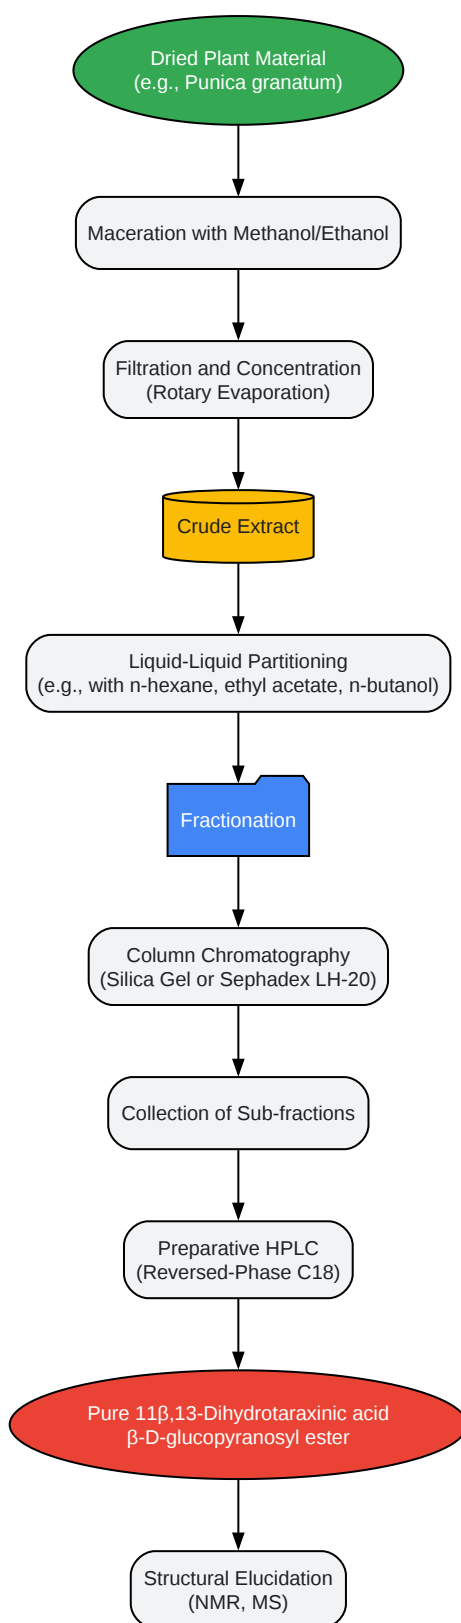 Dried Plant Material
(e.g., Punica granatum)
Maceration with Methanol/Ethanol
Filtration and Concentration
(Rotary Evaporation)
Crude Extract
Liquid-Liquid Partitioning
(e.g., with n-hexane, ethyl acetate, n-butanol)
Fractionation
Column Chromatography
(Silica Gel or Sephadex LH-20)
Collection of Sub-fractions
Preparative HPLC
(Reversed-Phase C18)
Pure 11β,13-Dihydrotaraxinic acid
β-D-glucopyranosyl ester
Structural Elucidation
(NMR, MS)